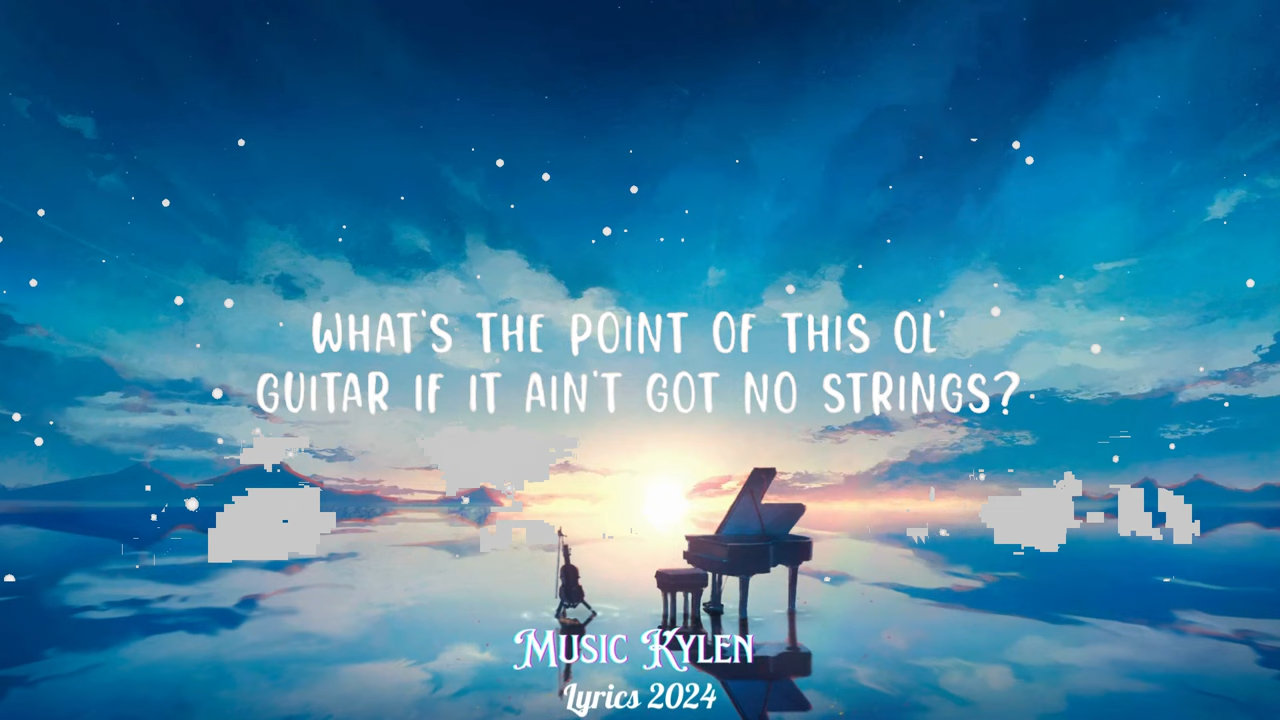 WHAT'S THE POINT OF THIS OL'
GUITAR IF IT AIN'T GOT NO STRINGS?
MUSIC KYLEN
Lyrics 2024